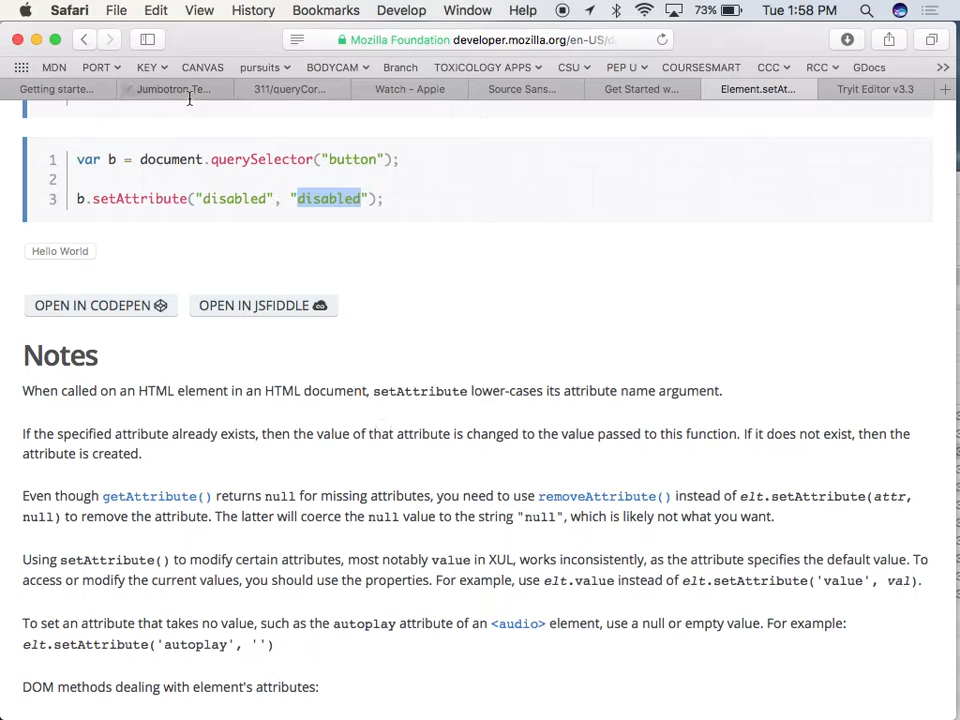 Safari File Edit View History Bookmarks Develop Window Help 73% Tue 1:58 PM
Mozilla Foundation developer.mozilla.org/en-US/d
MDN PORT KEY CANVAS pursuits BODYCAM Branch TOXICOLOGY APPS CSU PEP U COURSESMART CCC RCC GDocs
Getting starte... Jumbotron Te... 311/queryCor... Watch - Apple Source Sans... Get Started w... Element.setAt... Tryit Editor v3.3
1 var b = document.querySelector("button");
2
3 b.setAttribute("disabled", "disabled");
Hello World
OPEN IN CODEPEN OPEN IN JSFIDDLE
Notes
When called on an HTML element in an HTML document, setAttribute lower-cases its attribute name argument.
If the specified attribute already exists, then the value of that attribute is changed to the value passed to this function. If it does not exist, then the
attribute is created.
Even though getAttribute() returns null for missing attributes, you need to use removeAttribute() instead of elt.setAttribute(attr,
null) to remove the attribute. The latter will coerce the null value to the string "null", which is likely not what you want.
Using setAttribute() to modify certain attributes, most notably value in XUL, works inconsistently, as the attribute specifies the default value. To
access or modify the current values, you should use the properties. For example, use elt.value instead of elt.setAttribute('value', val).
To set an attribute that takes no value, such as the autoplay attribute of an <audio> element, use a null or empty value. For example:
elt.setAttribute('autoplay', '')
DOM methods dealing with element's attributes: